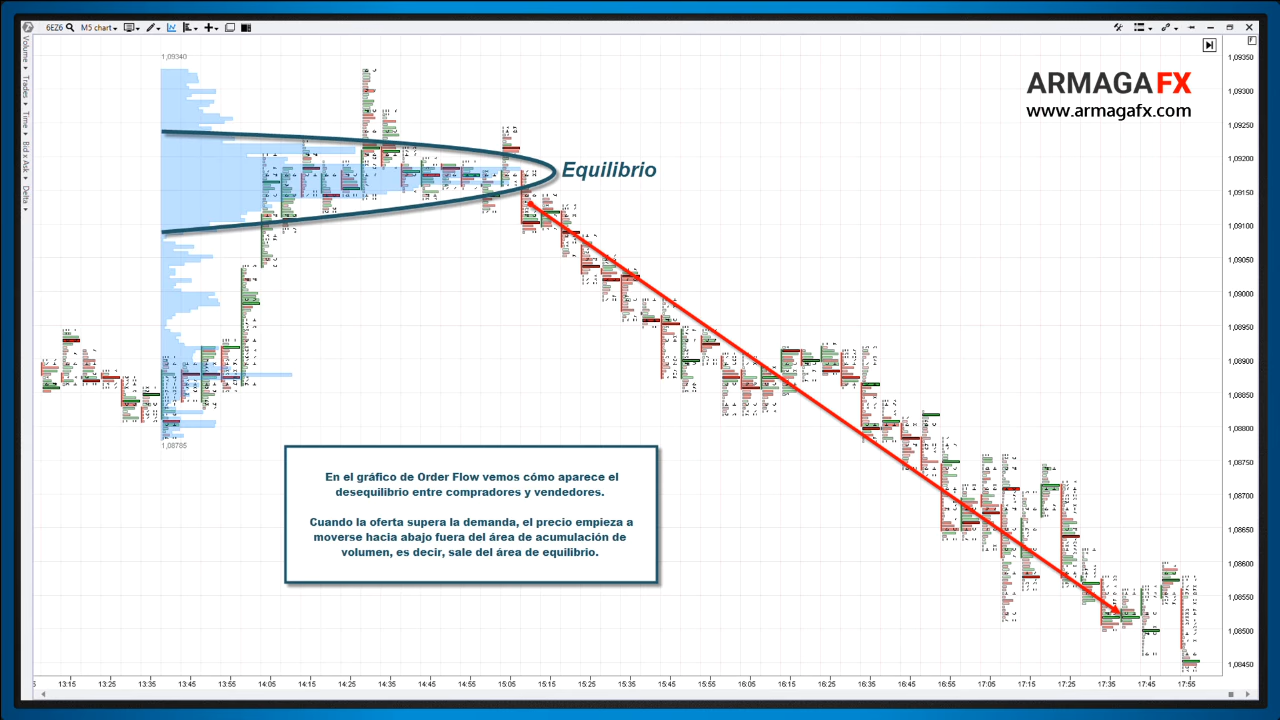 6EZ6
M5 chart
Volume
Trades
Time
Bid x Ask
Delta
1,09340
ARMAGAFX
www.armagafx.com
Equilibrio
1,08785
En el gráfico de Order Flow vemos cómo aparece el
desequilibrio entre compradores y vendedores.
Cuando la oferta supera la demanda, el precio empieza a
moverse hacia abajo fuera del área de acumulación de
volumen, es decir, sale del área de equilibrio.
1,09350
1,09300
1,09250
1,09200
1,09150
1,09100
1,09050
1,09000
1,08950
1,08900
1,08850
1,08800
1,08750
1,08700
1,08650
1,08600
1,08550
1,08500
1,08450
13:15 13:25 13:35 13:45 13:55 14:05 14:15 14:25 14:35 14:45 14:55 15:05 15:15 15:25 15:35 15:45 15:55 16:05 16:15 16:25 16:35 16:45 16:55 17:05 17:15 17:25 17:35 17:45 17:55